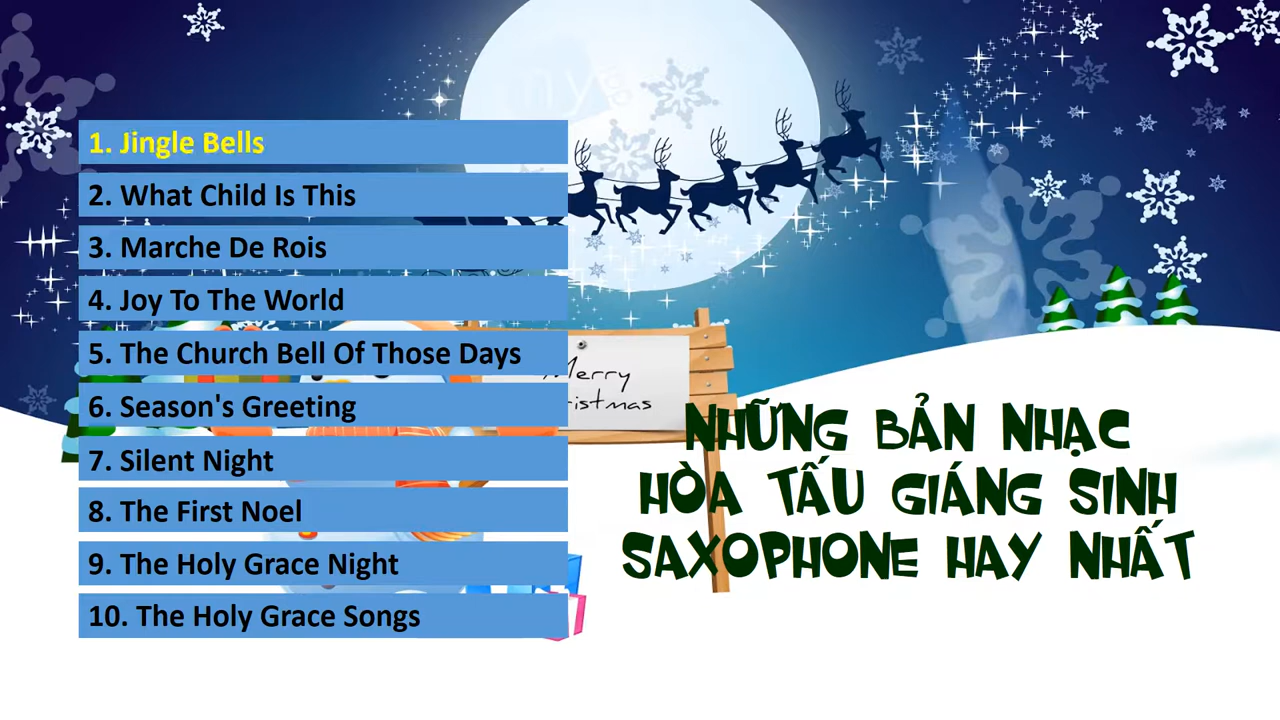 1. Jingle Bells
2. What Child Is This
3. Marche De Rois
4. Joy To The World
5. The Church Bell Of Those Days
6. Season's Greeting
7. Silent Night
8. The First Noel
9. The Holy Grace Night
10. The Holy Grace Songs
Merry
ristmas
NHỮNG BẢN NHẠC
HÒA TẤU GIÁNG SINH
SAXOPHONE HAY NHẤT